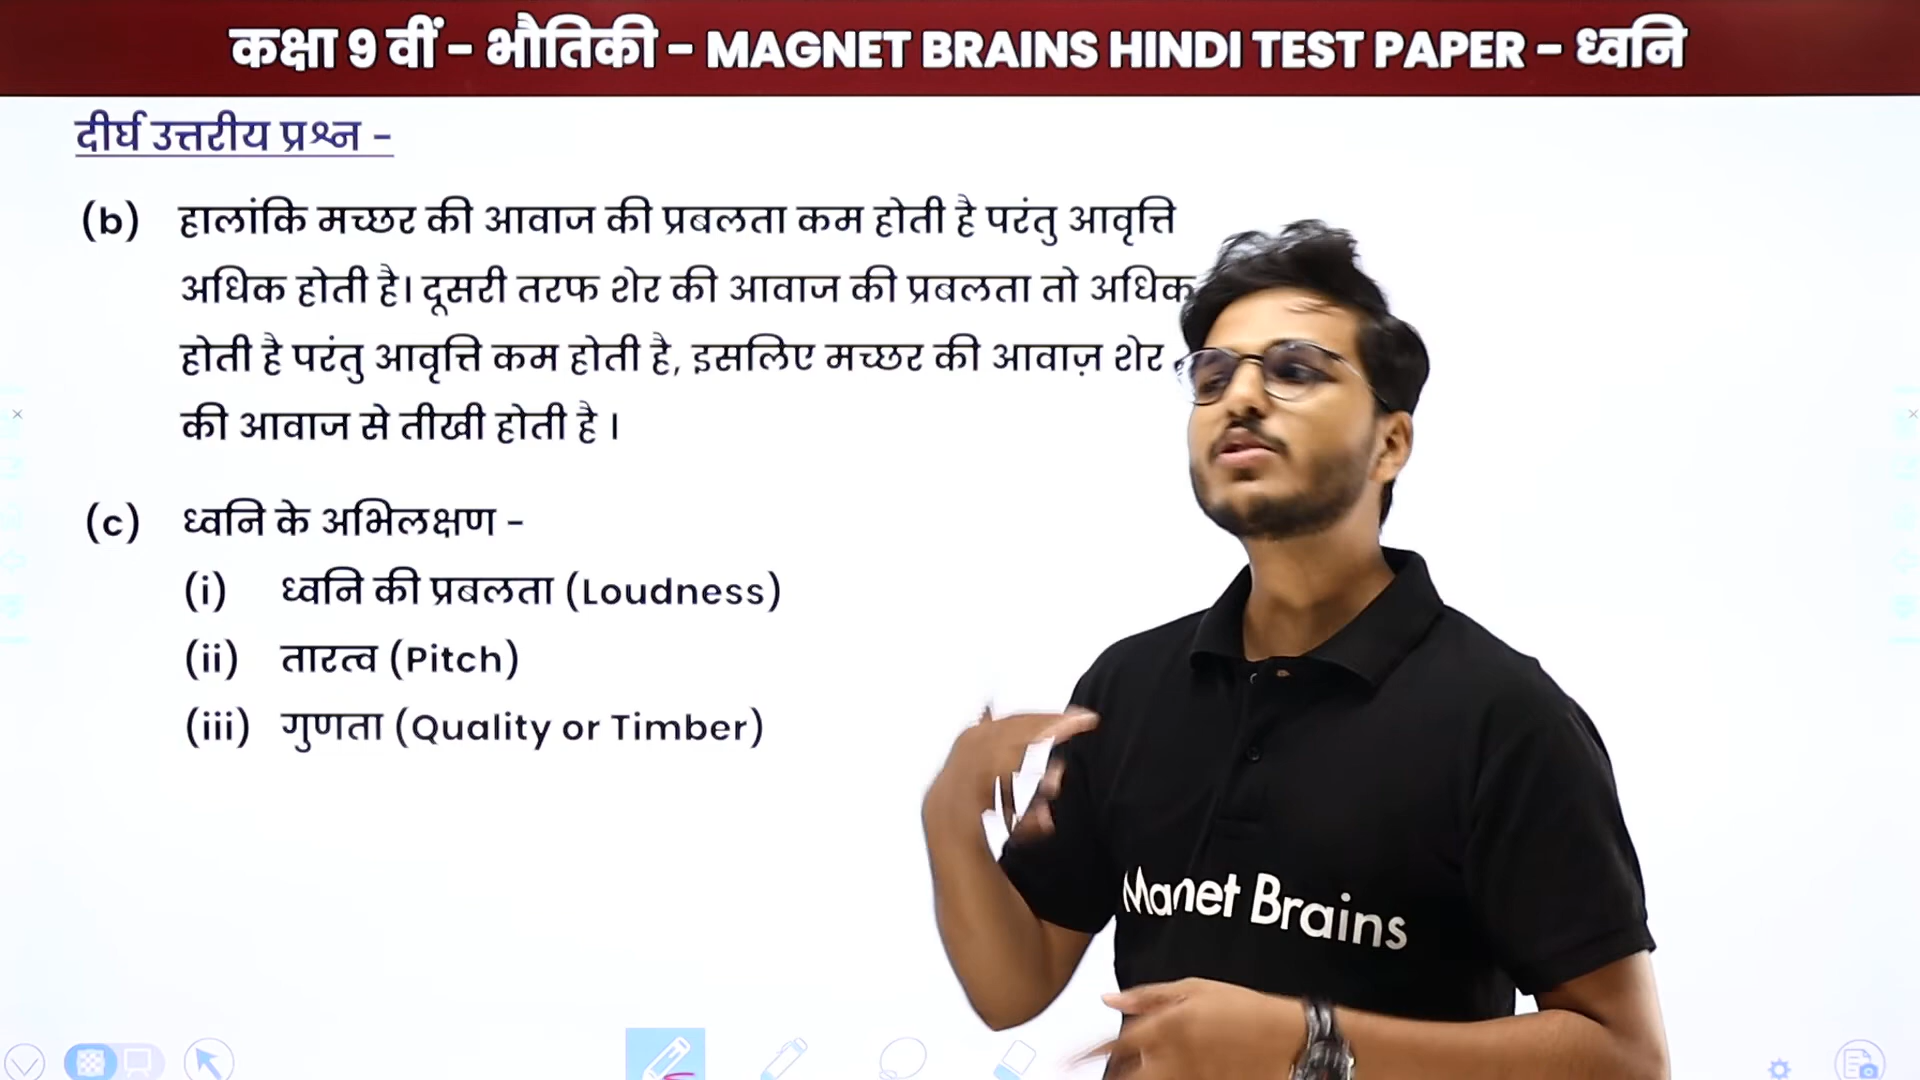 कक्षा 9 वीं – भौतिकी – MAGNET BRAINS HINDI TEST PAPER – ध्वनि
दीर्घ उत्तरीय प्रश्न –
(b) हालांकि मच्छर की आवाज की प्रबलता कम होती है परंतु आवृत्ति
अधिक होती है। दूसरी तरफ शेर की आवाज की प्रबलता तो अधिक
होती है परंतु आवृत्ति कम होती है, इसलिए मच्छर की आवाज़ शेर
की आवाज से तीखी होती है ।
(c) ध्वनि के अभिलक्षण –
(i) ध्वनि की प्रबलता (Loudness)
(ii) तारत्व (Pitch)
(iii) गुणता (Quality or Timber)
Manet Brains